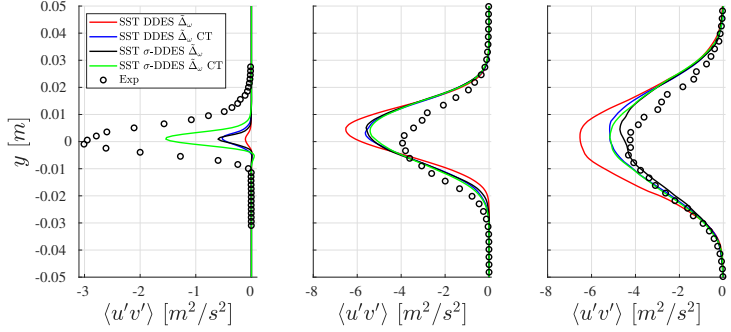 0.05
0.04
0.03
0.02
0.01
0
-0.01
-0.02
-0.03
-0.04
-0.05
y [m]
SST DDES Δ̃ω
SST DDES Δ̃ω CT
SST σ-DDES Δ̃ω
SST σ-DDES Δ̃ω CT
Exp
-3 -2 -1 0
⟨u′v′⟩ [m²/s²]
-8 -6 -4 -2 0
⟨u′v′⟩ [m²/s²]
-8 -6 -4 -2 0
⟨u′v′⟩ [m²/s²]